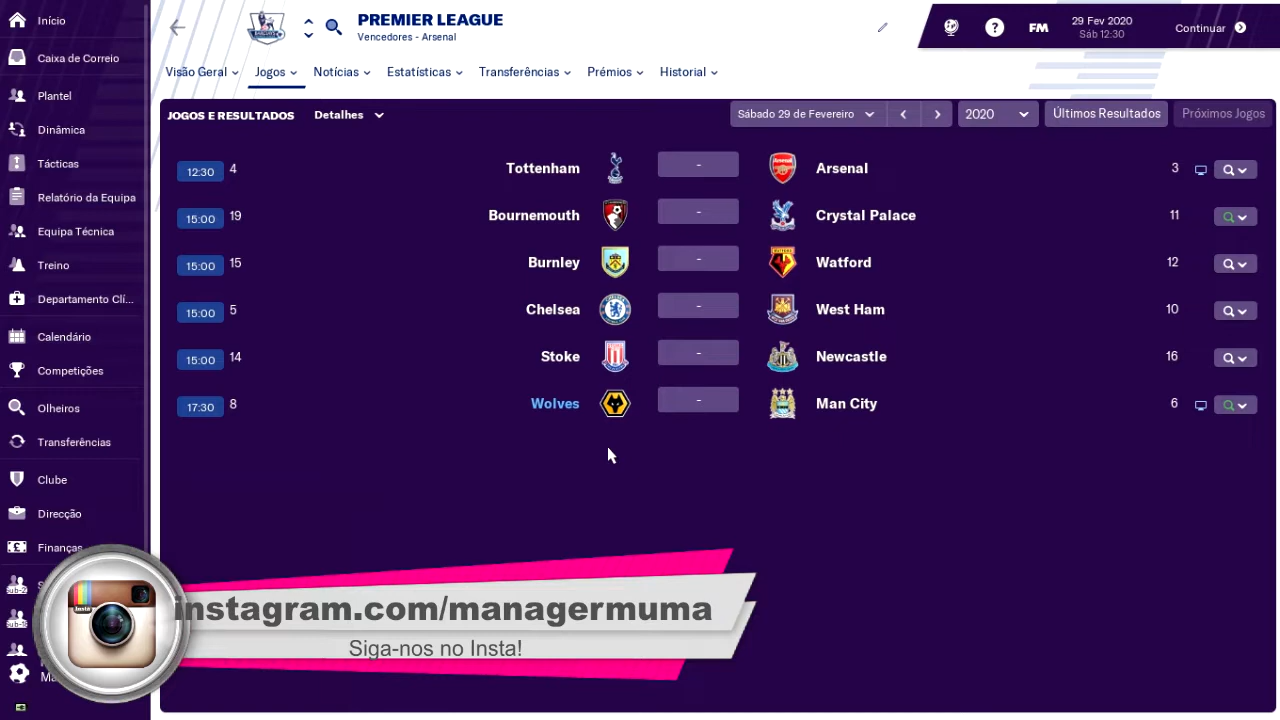 Início
Caixa de Correio
Plantel
Dinâmica
Tácticas
Relatório da Equipa
Equipa Técnica
Treino
Departamento Clí...
Calendário
Competições
Olheiros
Transferências
Clube
Direcção
Finanças
PREMIER LEAGUE
Vencedores - Arsenal
FM
29 Fev 2020
Sáb 12:30
Continuar
Visão Geral Jogos Notícias Estatísticas Transferências Prémios Historial
JOGOS E RESULTADOS Detalhes Sábado 29 de Fevereiro 2020 Últimos Resultados Próximos Jogos
12:30 4 Tottenham - Arsenal 3
15:00 19 Bournemouth - Crystal Palace 11
15:00 15 Burnley - Watford 12
15:00 5 Chelsea - West Ham 10
15:00 14 Stoke - Newcastle 16
17:30 8 Wolves - Man City 6
instagram.com/managermuma
Siga-nos no Insta!